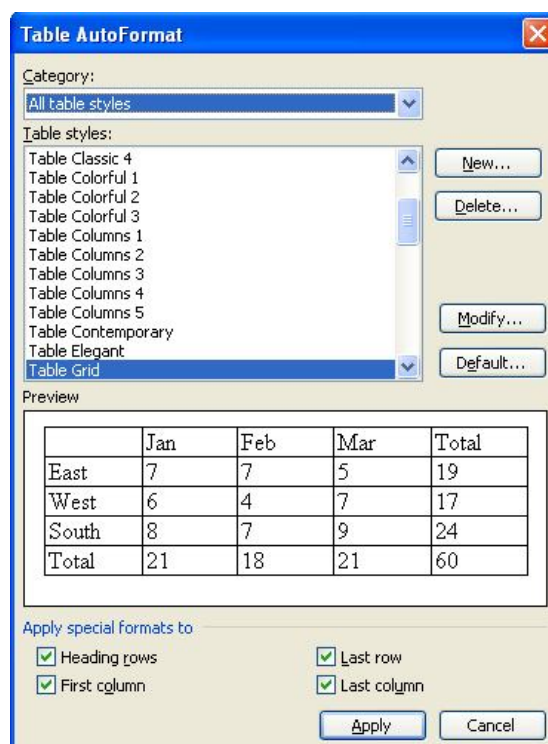 Table AutoFormat
Category:
All table styles
Table styles:
Table Classic 4
Table Colorful 1
Table Colorful 2
Table Colorful 3
Table Columns 1
Table Columns 2
Table Columns 3
Table Columns 4
Table Columns 5
Table Contemporary
Table Elegant
Table Grid
New...
Delete...
Modify...
Default...
Preview
Jan Feb Mar Total
East 7 7 5 19
West 6 4 7 17
South 8 7 9 24
Total 21 18 21 60
Apply special formats to
Heading rows Last row
First column Last column
Apply Cancel